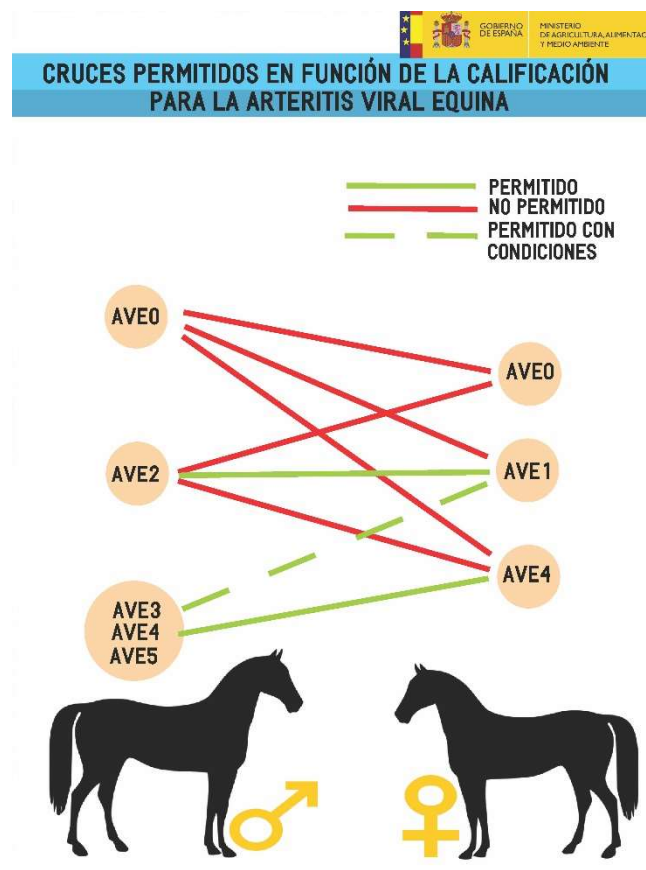 GOBIERNO
DE ESPAÑA
MINISTERIO
DE AGRICULTURA, ALIMENTAC
Y MEDIO AMBIENTE
CRUCES PERMITIDOS EN FUNCIÓN DE LA CALIFICACIÓN
PARA LA ARTERITIS VIRAL EQUINA
PERMITIDO
NO PERMITIDO
PERMITIDO CON
CONDICIONES
AVE0
AVE0
AVE2
AVE1
AVE4
AVE3
AVE4
AVE5